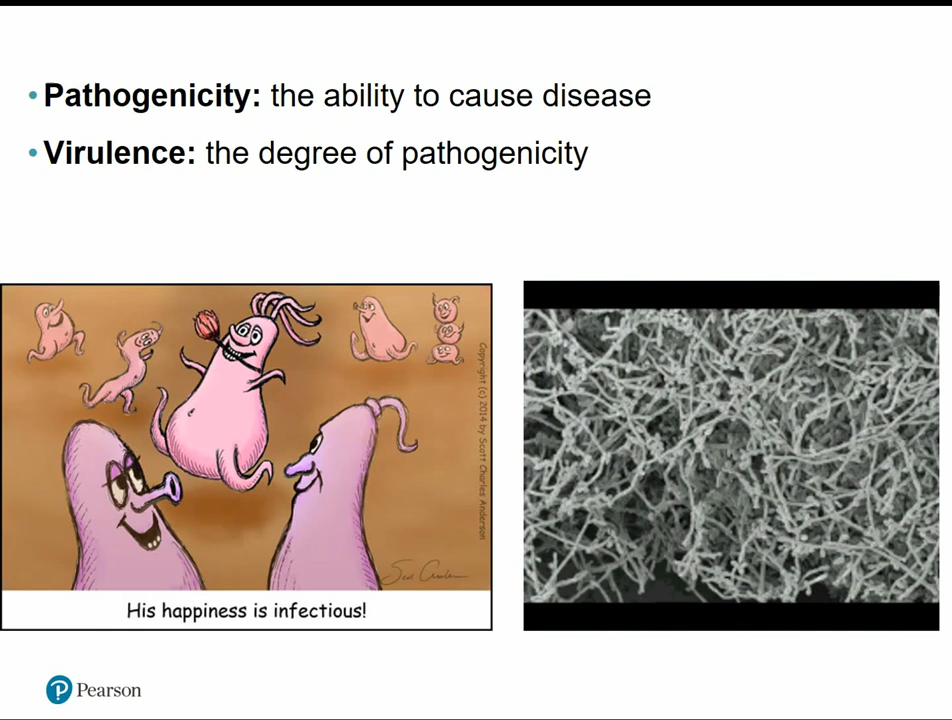 • Pathogenicity: the ability to cause disease
• Virulence: the degree of pathogenicity
Copyright (c) 2014 by Scott Charles Anderson
His happiness is infectious!
P Pearson